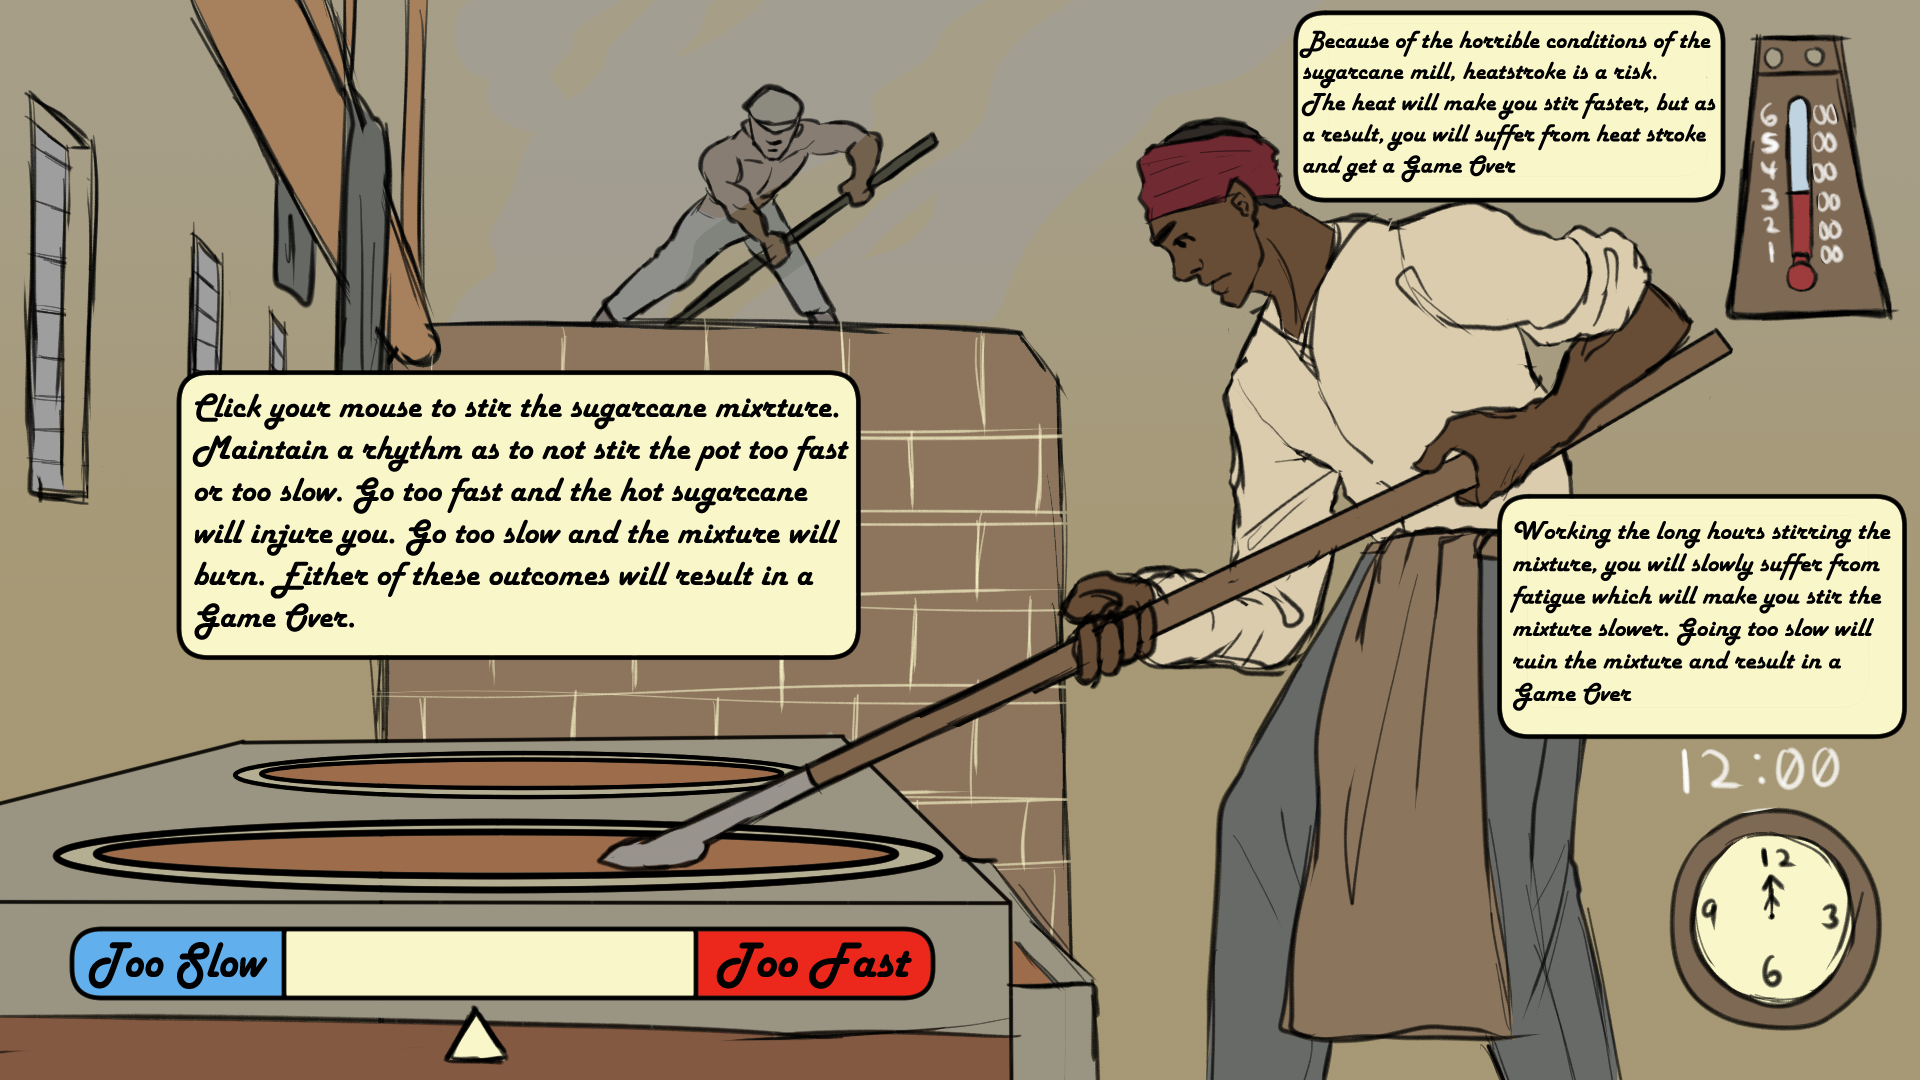 Because of the horrible conditions of the
sugarcane mill, heatstroke is a risk.
The heat will make you stir faster, but as
a result, you will suffer from heat stroke
and get a Game Over
6 00
5 00
4 00
3 00
2 00
1 00
Click your mouse to stir the sugarcane mixrture.
Maintain a rhythm as to not stir the pot too fast
or too slow. Go too fast and the hot sugarcane
will injure you. Go too slow and the mixture will
burn. Either of these outcomes will result in a
Game Over.
Working the long hours stirring the
mixture, you will slowly suffer from
fatigue which will make you stir the
mixture slower. Going too slow will
ruin the mixture and result in a
Game Over
12:00
12
9 3
6
Too Slow Too Fast